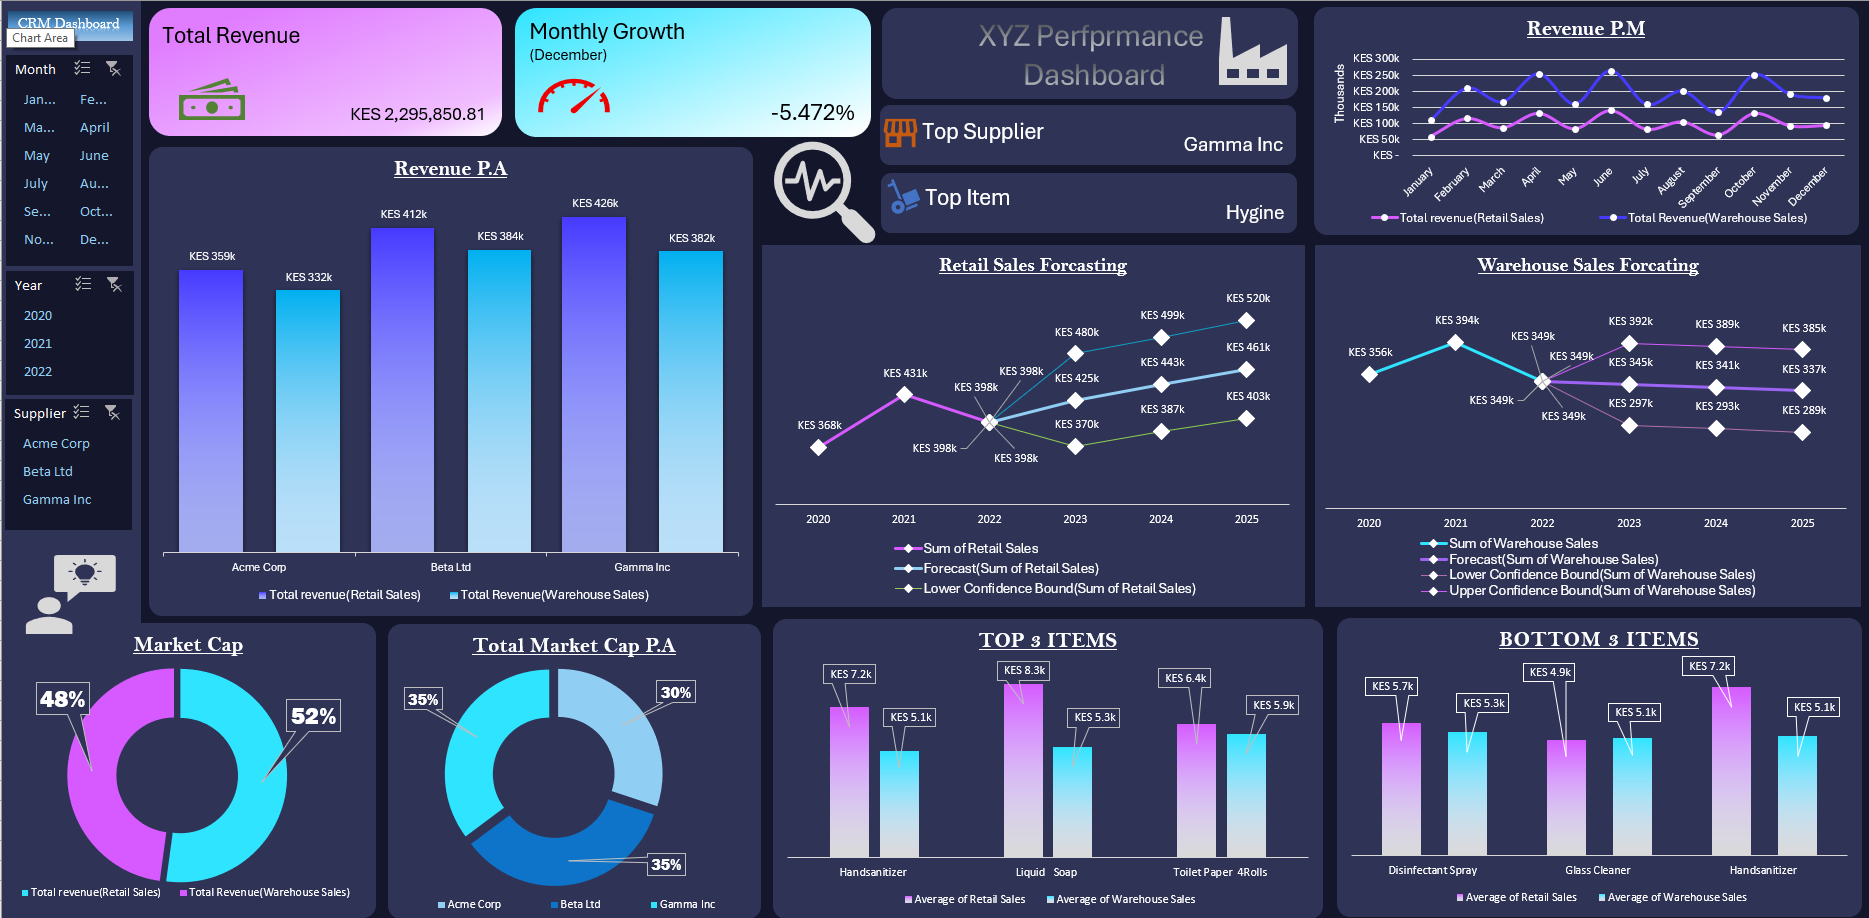 CRM Dashboard
Chart Area
Month
Jan...
Fe...
Ma...
April
May
June
July
Au...
Se...
Oct...
No...
De...
Year
2020
2021
2022
Supplier
Acme Corp
Beta Ltd
Gamma Inc
Total Revenue
KES 2,295,850.81
Monthly Growth
(December)
-5.472%
XYZ Perfprmance
Dashboard
Top Supplier
Gamma Inc
Top Item
Hygine
Revenue P.M
Thousands
KES 300k
KES 250k
KES 200k
KES 150k
KES 100k
KES 50k
KES -
January
February
March
April
May
June
July
August
September
October
November
December
Total revenue(Retail Sales)
Total Revenue(Warehouse Sales)
Revenue P.A
KES 359k
KES 332k
KES 412k
KES 384k
KES 426k
KES 382k
Acme Corp
Beta Ltd
Gamma Inc
Total revenue(Retail Sales)
Total Revenue(Warehouse Sales)
Retail Sales Forcasting
KES 368k
KES 431k
KES 398k
KES 398k
KES 398k
KES 398k
KES 480k
KES 499k
KES 520k
KES 425k
KES 443k
KES 461k
KES 370k
KES 387k
KES 403k
2020
2021
2022
2023
2024
2025
Sum of Retail Sales
Forecast(Sum of Retail Sales)
Lower Confidence Bound(Sum of Retail Sales)
Warehouse Sales Forcating
KES 356k
KES 394k
KES 349k
KES 349k
KES 349k
KES 349k
KES 392k
KES 389k
KES 385k
KES 345k
KES 341k
KES 337k
KES 297k
KES 293k
KES 289k
2020
2021
2022
2023
2024
2025
Sum of Warehouse Sales
Forecast(Sum of Warehouse Sales)
Lower Confidence Bound(Sum of Warehouse Sales)
Upper Confidence Bound(Sum of Warehouse Sales)
Market Cap
48%
52%
Total revenue(Retail Sales)
Total Revenue(Warehouse Sales)
Total Market Cap P.A
35%
30%
35%
Acme Corp
Beta Ltd
Gamma Inc
TOP 3 ITEMS
KES 7.2k
KES 5.1k
KES 8.3k
KES 5.3k
KES 6.4k
KES 5.9k
Handsanitizer
Liquid Soap
Toilet Paper 4Rolls
Average of Retail Sales
Average of Warehouse Sales
BOTTOM 3 ITEMS
KES 5.7k
KES 5.3k
KES 4.9k
KES 5.1k
KES 7.2k
KES 5.1k
Disinfectant Spray
Glass Cleaner
Handsanitizer
Average of Retail Sales
Average of Warehouse Sales